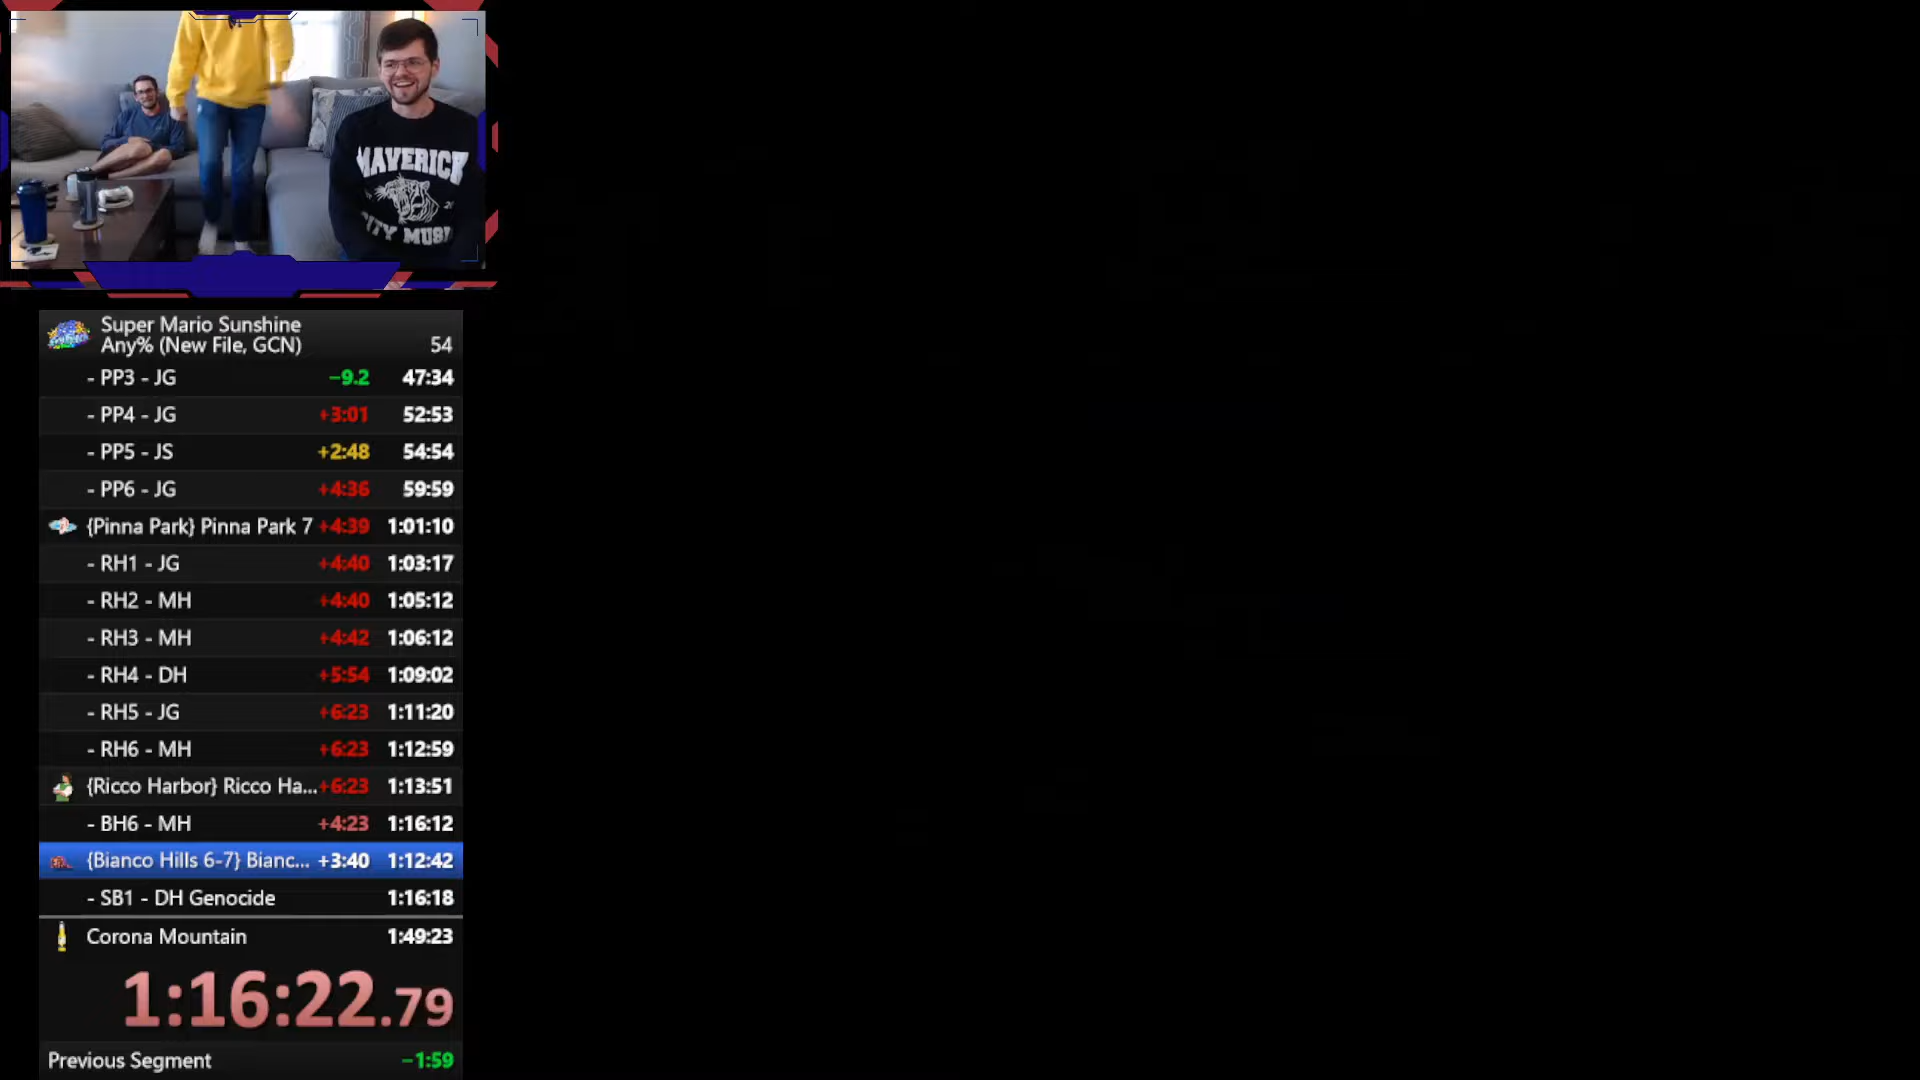 MAVERICK
CITY MUSI
Super Mario Sunshine
Any% (New File, GCN) 54
- PP3 - JG −9.2 47:34
- PP4 - JG +3:01 52:53
- PP5 - JS +2:48 54:54
- PP6 - JG +4:36 59:59
{Pinna Park} Pinna Park 7 +4:39 1:01:10
- RH1 - JG +4:40 1:03:17
- RH2 - MH +4:40 1:05:12
- RH3 - MH +4:42 1:06:12
- RH4 - DH +5:54 1:09:02
- RH5 - JG +6:23 1:11:20
- RH6 - MH +6:23 1:12:59
{Ricco Harbor} Ricco Ha... +6:23 1:13:51
- BH6 - MH +4:23 1:16:12
{Bianco Hills 6-7} Bianc... +3:40 1:12:42
- SB1 - DH Genocide 1:16:18
Corona Mountain 1:49:23
1:16:22.79
Previous Segment −1:59